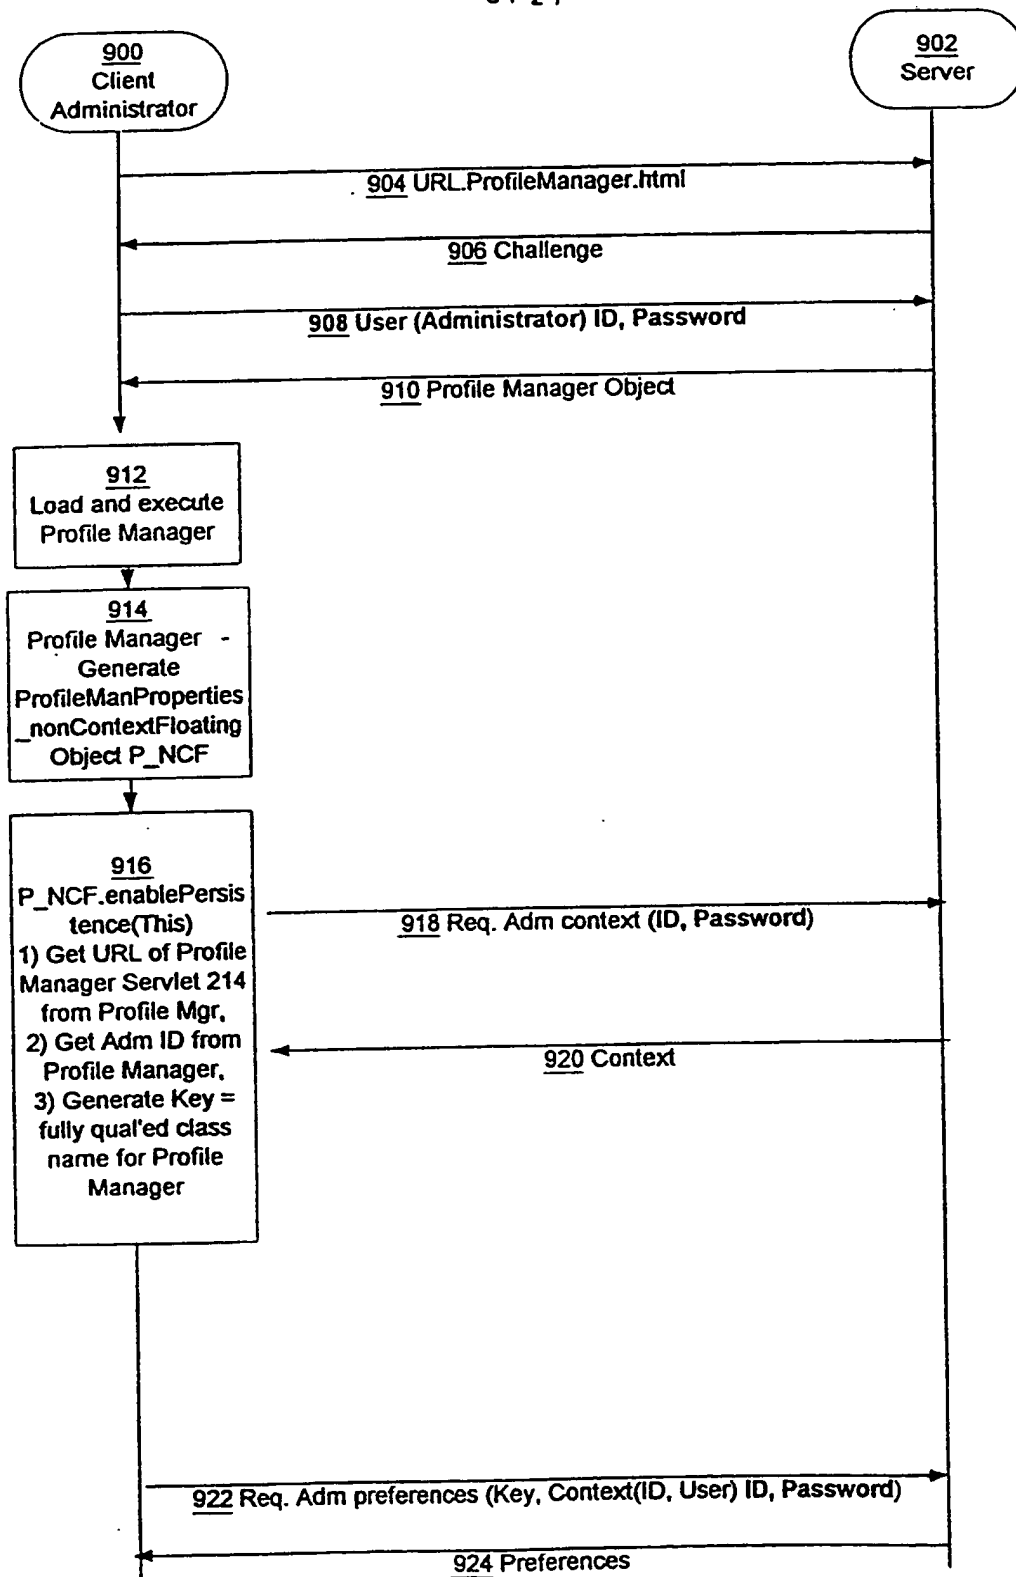 900
Client
Administrator
902
Server
904 URL.ProfileManager.html
906 Challenge
908 User (Administrator) ID, Password
910 Profile Manager Object
912
Load and execute
Profile Manager
914
Profile Manager -
Generate
ProfileManProperties
_nonContextFloating
Object P_NCF
916
P_NCF.enablePersis
tence(This)
1) Get URL of Profile
Manager Servlet 214
from Profile Mgr,
2) Get Adm ID from
Profile Manager,
3) Generate Key =
fully qual'ed class
name for Profile
Manager
918 Req. Adm context (ID, Password)
920 Context
922 Req. Adm preferences (Key, Context(ID, User) ID, Password)
924 Preferences